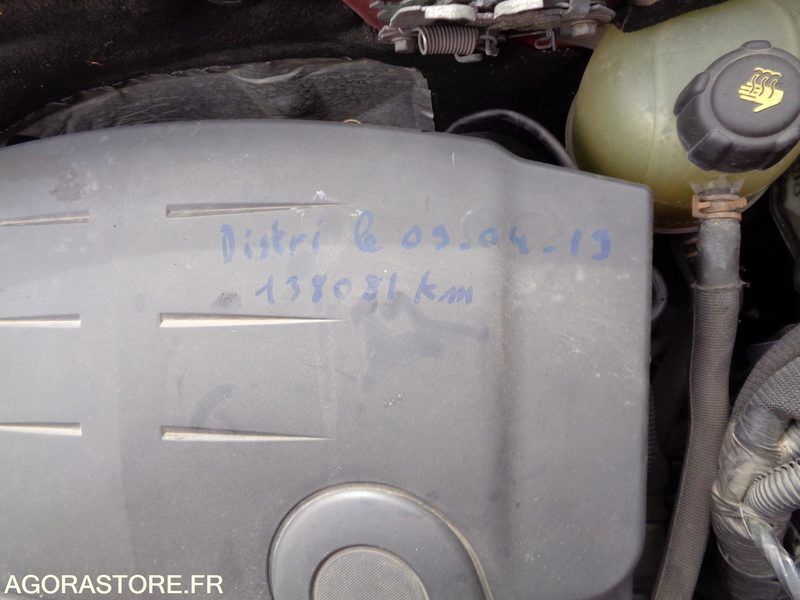 Distri le 09-04-19
138081 km
AGORASTORE.FR